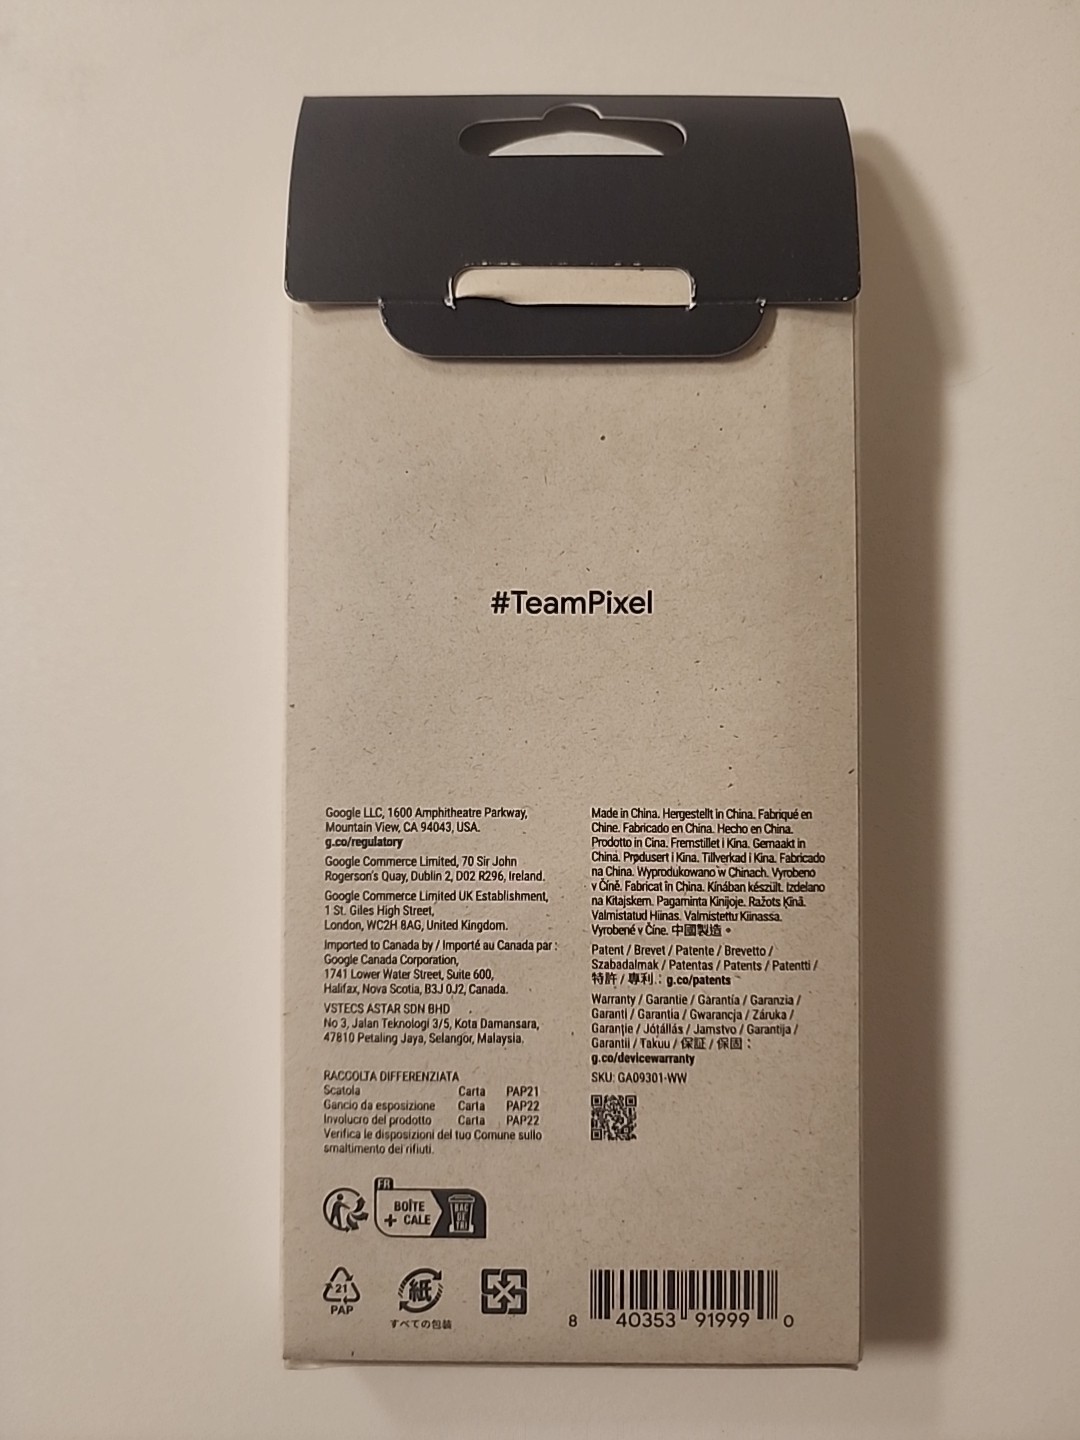 #TeamPixel
Google LLC, 1600 Amphitheatre Parkway,
Mountain View, CA 94043, USA.
g.co/regulatory
Google Commerce Limited, 70 Sir John
Rogerson's Quay, Dublin 2, D02 R296, Ireland.
Google Commerce Limited UK Establishment,
1 St. Giles High Street,
London, WC2H 8AG, United Kingdom.
Imported to Canada by / Importé au Canada par :
Google Canada Corporation,
1741 Lower Water Street, Suite 600,
Halifax, Nova Scotia, B3J 0J2, Canada.
VSTECS ASTAR SDN BHD
No 3, Jalan Teknologi 3/5, Kota Damansara,
47810 Petaling Jaya, Selangor, Malaysia.
RACCOLTA DIFFERENZIATA
Scatola Carta PAP21
Gancio da esposizione Carta PAP22
Involucro del prodotto Carta PAP22
Verifica le disposizioni del tuo Comune sullo
smaltimento dei rifiuti.
FR
BOÎTE
+ CALE
BAC
DE
TRI
21
PAP
紙
すべての包装
Made in China. Hergestellt in China. Fabriqué en
Chine. Fabricado en China. Hecho en China.
Prodotto in Cina. Fremstillet i Kina. Gemaakt in
China. Produsert i Kina. Tillverkad i Kina. Fabricado
na China. Wyprodukowano w Chinach. Vyrobeno
v Číně. Fabricat în China. Kínában készült. Izdelano
na Kitajskem. Pagaminta Kinijoje. Ražots Ķīnā.
Valmistatud Hiinas. Valmistettu Kiinassa.
Vyrobené v Číne. 中國製造。
Patent / Brevet / Patente / Brevetto /
Szabadalmak / Patentas / Patents / Patentti /
特許 / 專利 : g.co/patents
Warranty / Garantie / Garantía / Garanzia /
Garanti / Garantia / Gwarancja / Záruka /
Garanție / Jótállás / Jamstvo / Garantija /
Garantii / Takuu / 保証 / 保固 :
g.co/devicewarranty
SKU: GA09301-WW
8 40353 91999 0